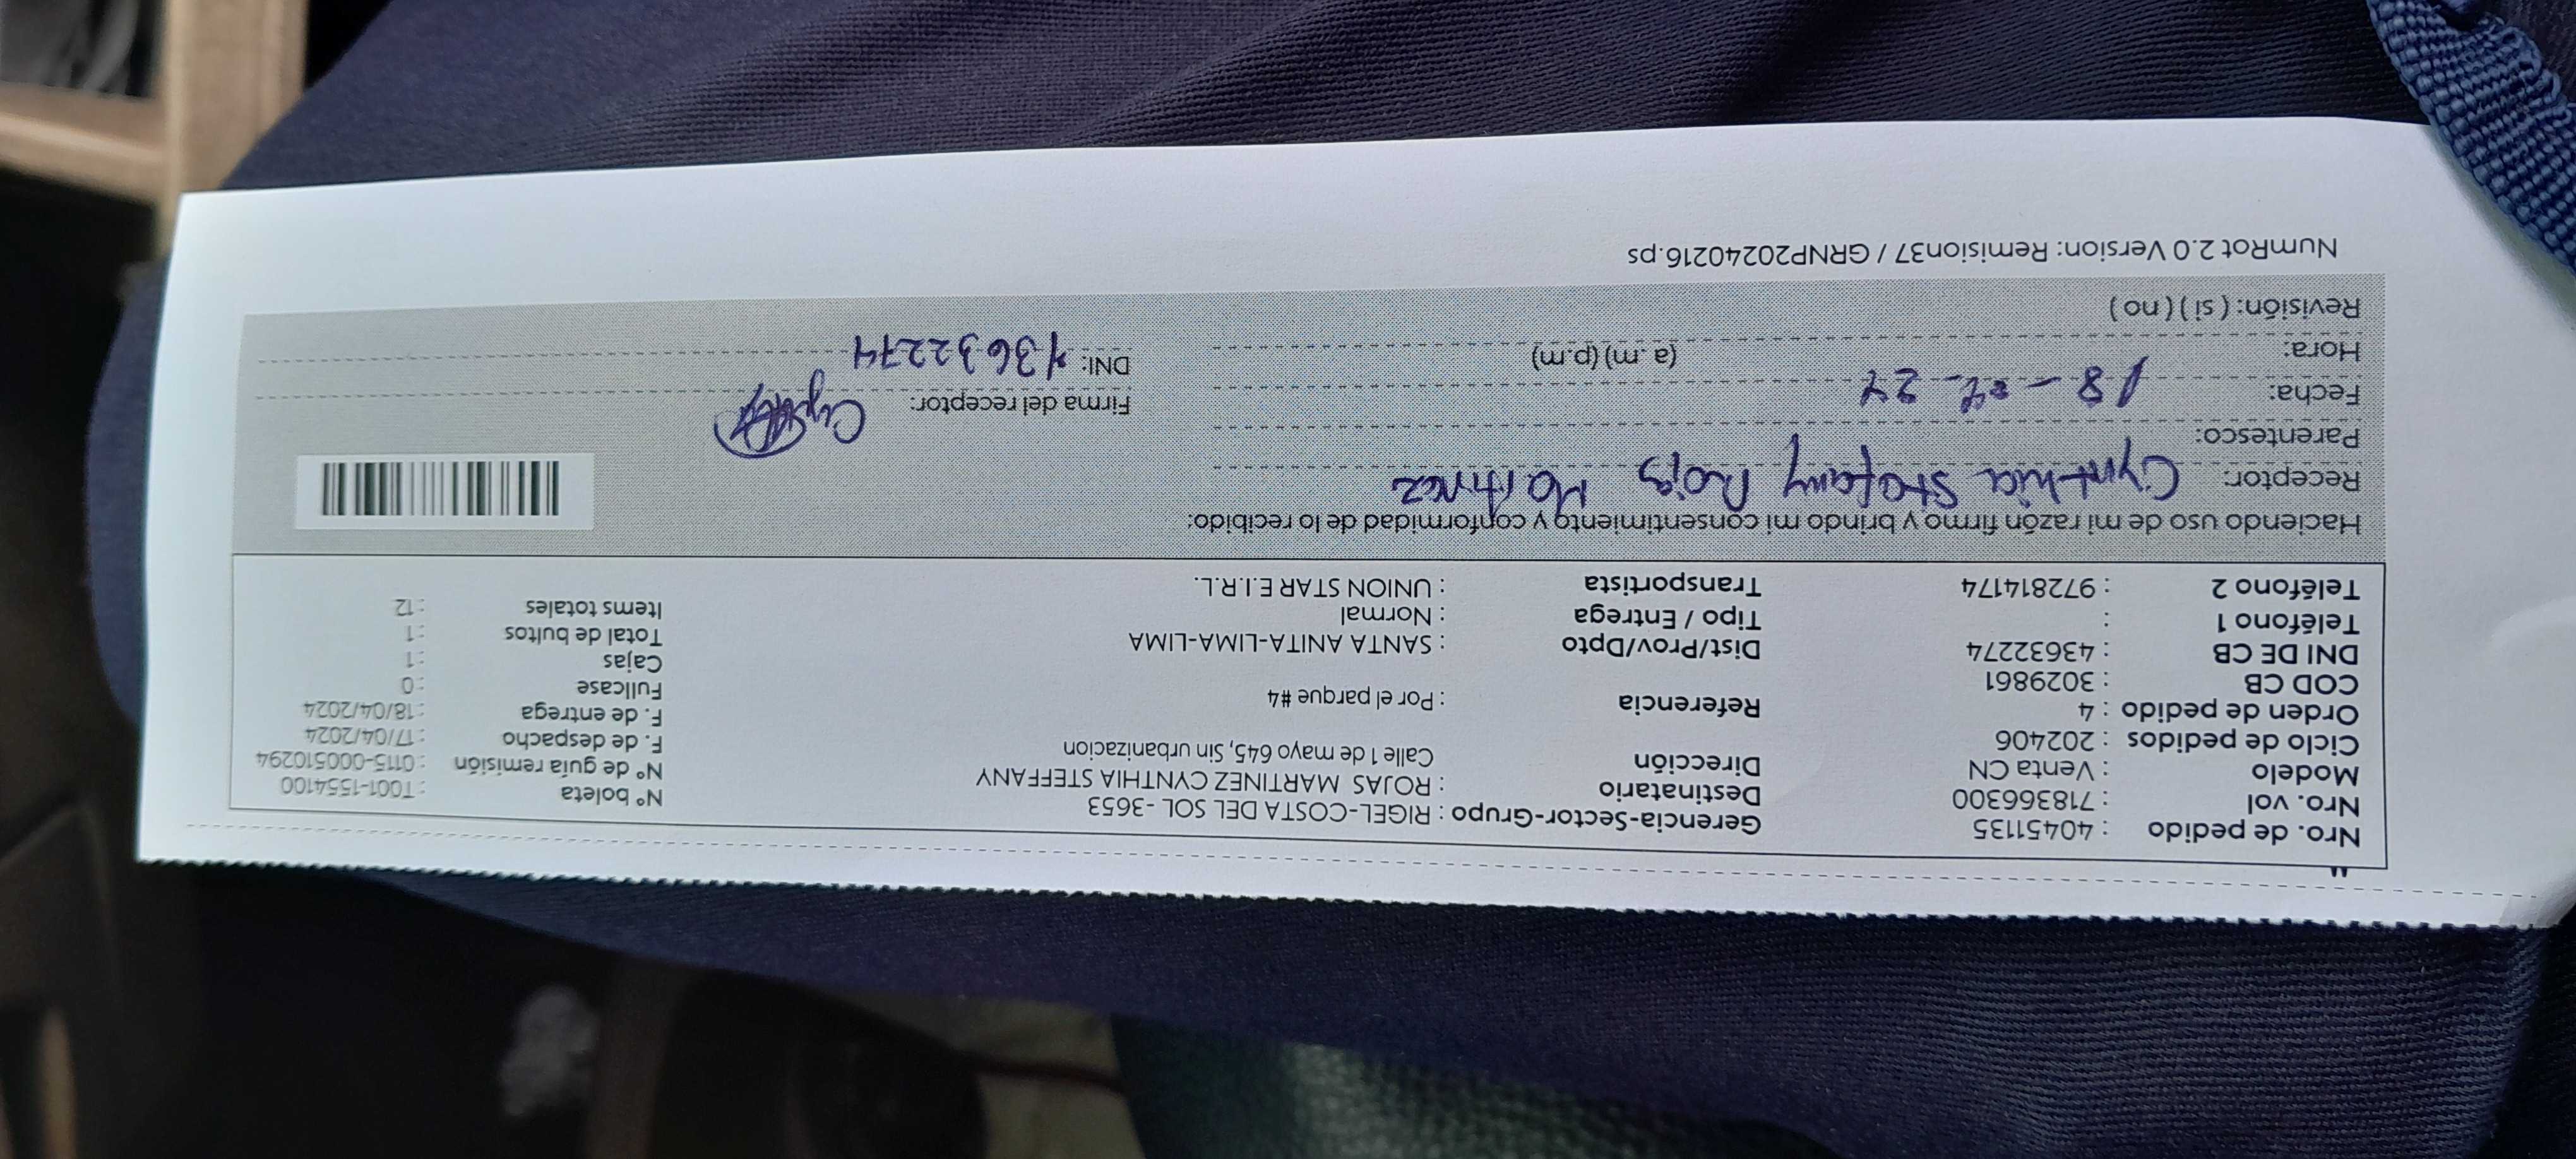 Nro. de pedido : 40451135
Nro. vol : 718366300
Modelo : Venta CN
Ciclo de pedidos : 202406
Orden de pedido : 4
COD CB : 3029861
DNI DE CB : 43632274
Teléfono 1 :
Teléfono 2 : 972814174
Gerencia-Sector-Grupo : RIGEL-COSTA DEL SOL -3653
Destinatario : ROJAS MARTINEZ CYNTHIA STEFFANY
Dirección Calle 1 de mayo 645, Sin urbanizacion
Referencia : Por el parque #4
Dist/Prov/Dpto : SANTA ANITA-LIMA-LIMA
Tipo / Entrega : Normal
Transportista : UNION STAR E.I.R.L.
N° boleta : T001-1554100
N° de guía remisión : 0115-000510294
F. de despacho : 17/04/2024
F. de entrega : 18/04/2024
Fullcase : 0
Cajas : 1
Total de bultos : 1
Items totales : 12
Haciendo uso de mi razón firmo y brindo mi consentimiento y conformidad de lo recibido:
Receptor: Cynthia Stefany Rojas Martinez
Parentesco:
Fecha: 18 - 04 - 24
Hora: (a. m) (p.m)
Revisión: ( si ) ( no )
Firma del receptor:
DNI: 43632274
NumRot 2.0 Version: Remision37 / GRNP20240216.ps